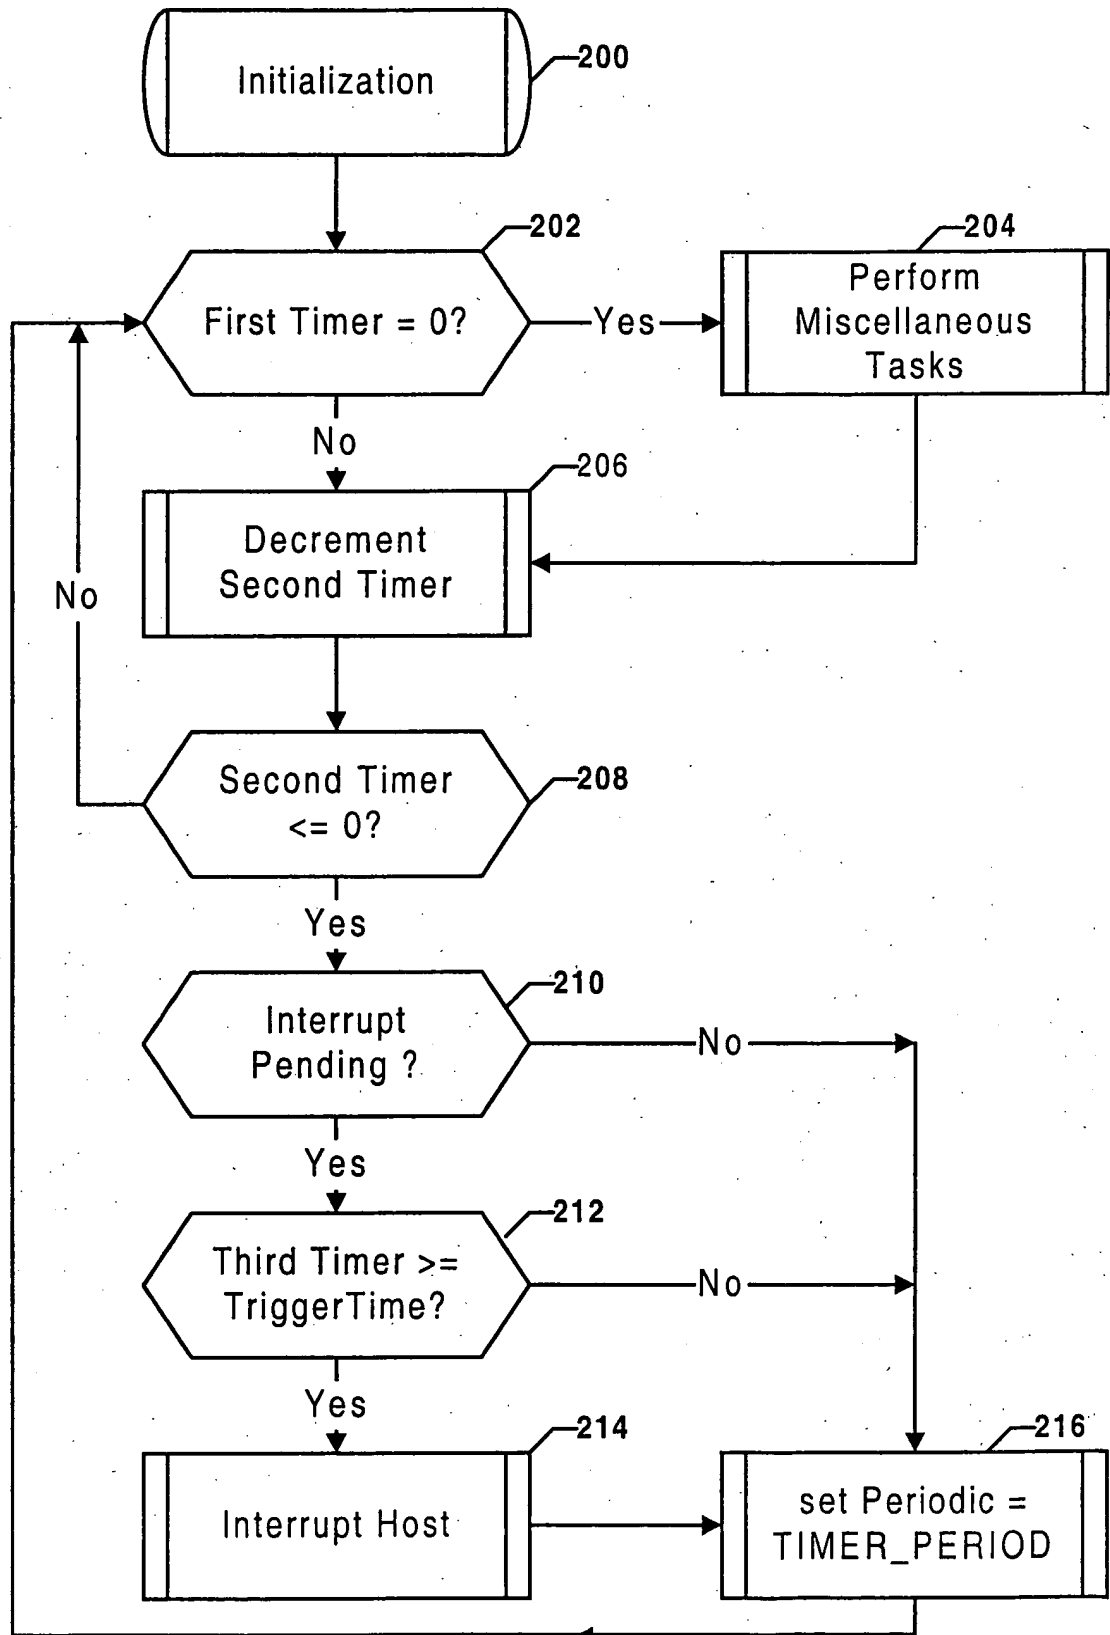 Initialization
200
202
First Timer = 0?
Yes
204
Perform
Miscellaneous
Tasks
No
206
Decrement
Second Timer
No
Second Timer
<= 0?
208
Yes
210
Interrupt
Pending ?
No
Yes
212
Third Timer >=
TriggerTime?
No
Yes
214
Interrupt Host
216
set Periodic =
TIMER_PERIOD